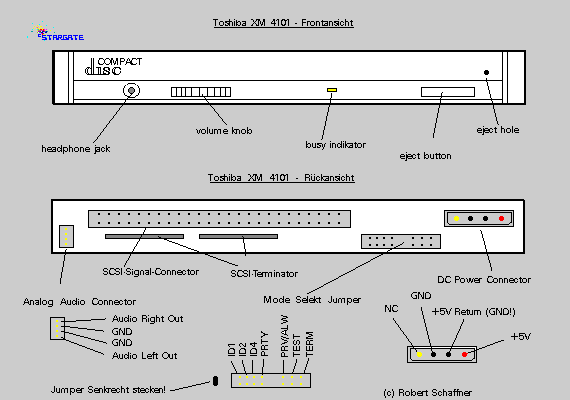 Toshiba XM 4101 - Frontansicht
STARGATE
COMPACT
disc
volume knob
headphone jack
busy indikator
eject hole
eject button
Toshiba XM 4101 - Rückansicht
SCSI-Signal-Connector
SCSI-Terminator
DC Power Connector
Analog Audio Connector
Mode Selekt Jumper
Audio Right Out
GND
GND
Audio Left Out
ID1
ID2
ID4
PRTY
PRV/ALW
TEST
TERM
GND
NC
+5V Return (GND!)
+5V
Jumper Senkrecht stecken!
(c) Robert Schaffner